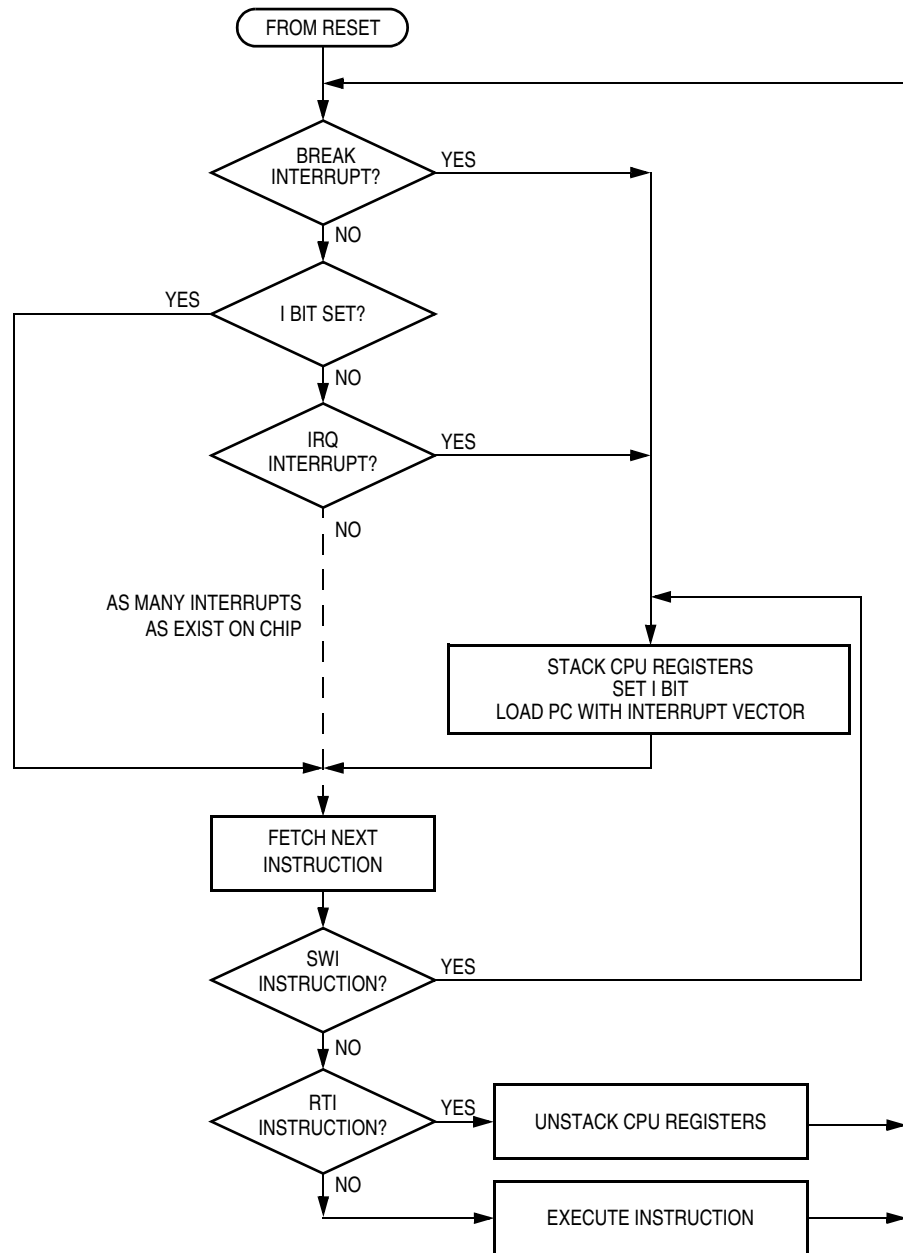 FROM RESET
BREAK
INTERRUPT?
YES
NO
YES
I BIT SET?
NO
IRQ
INTERRUPT?
YES
NO
AS MANY INTERRUPTS
AS EXIST ON CHIP
STACK CPU REGISTERS
SET I BIT
LOAD PC WITH INTERRUPT VECTOR
FETCH NEXT
INSTRUCTION
SWI
INSTRUCTION?
YES
NO
RTI
INSTRUCTION?
YES
UNSTACK CPU REGISTERS
NO
EXECUTE INSTRUCTION